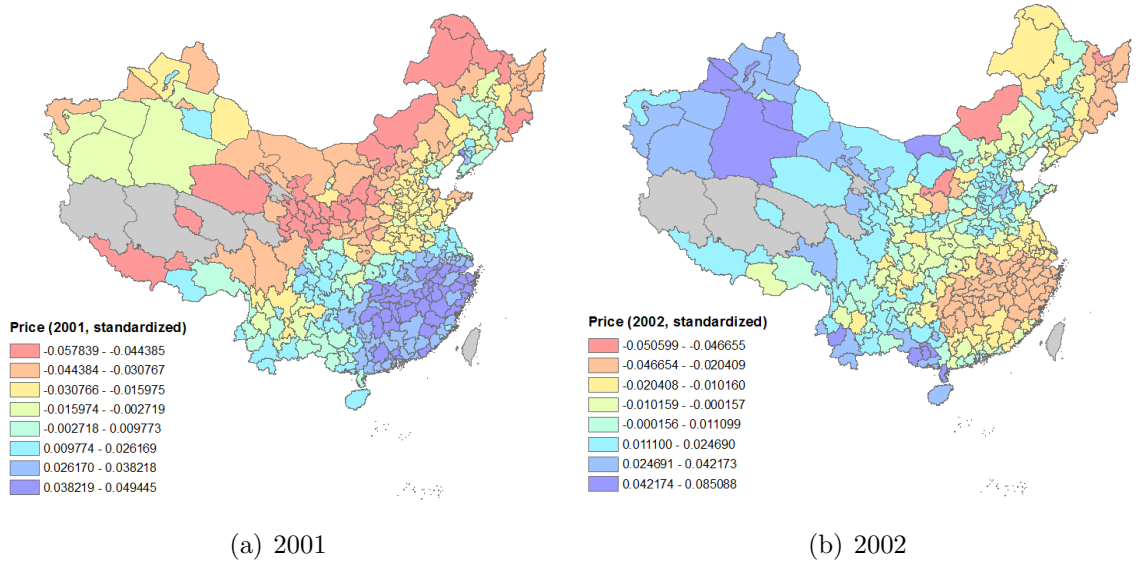 Price (2001, standardized)
-0.057839 - -0.044385
-0.044384 - -0.030767
-0.030766 - -0.015975
-0.015974 - -0.002719
-0.002718 - 0.009773
0.009774 - 0.026169
0.026170 - 0.038218
0.038219 - 0.049445
(a) 2001
Price (2002, standardized)
-0.050599 - -0.046655
-0.046654 - -0.020409
-0.020408 - -0.010160
-0.010159 - -0.000157
-0.000156 - 0.011099
0.011100 - 0.024690
0.024691 - 0.042173
0.042174 - 0.085088
(b) 2002